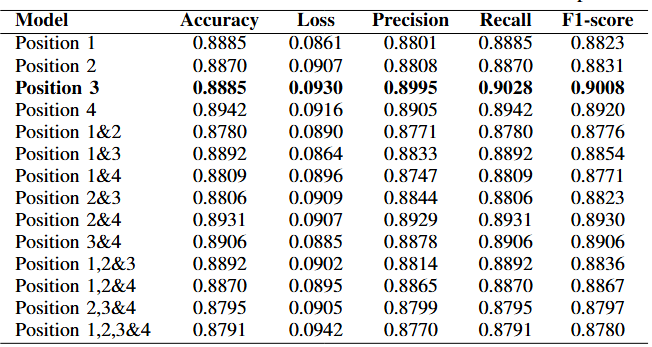 Model Accuracy Loss Precision Recall F1-score
Position 1 0.8885 0.0861 0.8801 0.8885 0.8823
Position 2 0.8870 0.0907 0.8808 0.8870 0.8831
Position 3 0.8885 0.0930 0.8995 0.9028 0.9008
Position 4 0.8942 0.0916 0.8905 0.8942 0.8920
Position 1&2 0.8780 0.0890 0.8771 0.8780 0.8776
Position 1&3 0.8892 0.0864 0.8833 0.8892 0.8854
Position 1&4 0.8809 0.0896 0.8747 0.8809 0.8771
Position 2&3 0.8806 0.0909 0.8844 0.8806 0.8823
Position 2&4 0.8931 0.0907 0.8929 0.8931 0.8930
Position 3&4 0.8906 0.0885 0.8878 0.8906 0.8906
Position 1,2&3 0.8892 0.0902 0.8814 0.8892 0.8836
Position 1,2&4 0.8870 0.0895 0.8865 0.8870 0.8867
Position 2,3&4 0.8795 0.0905 0.8799 0.8795 0.8797
Position 1,2,3&4 0.8791 0.0942 0.8770 0.8791 0.8780